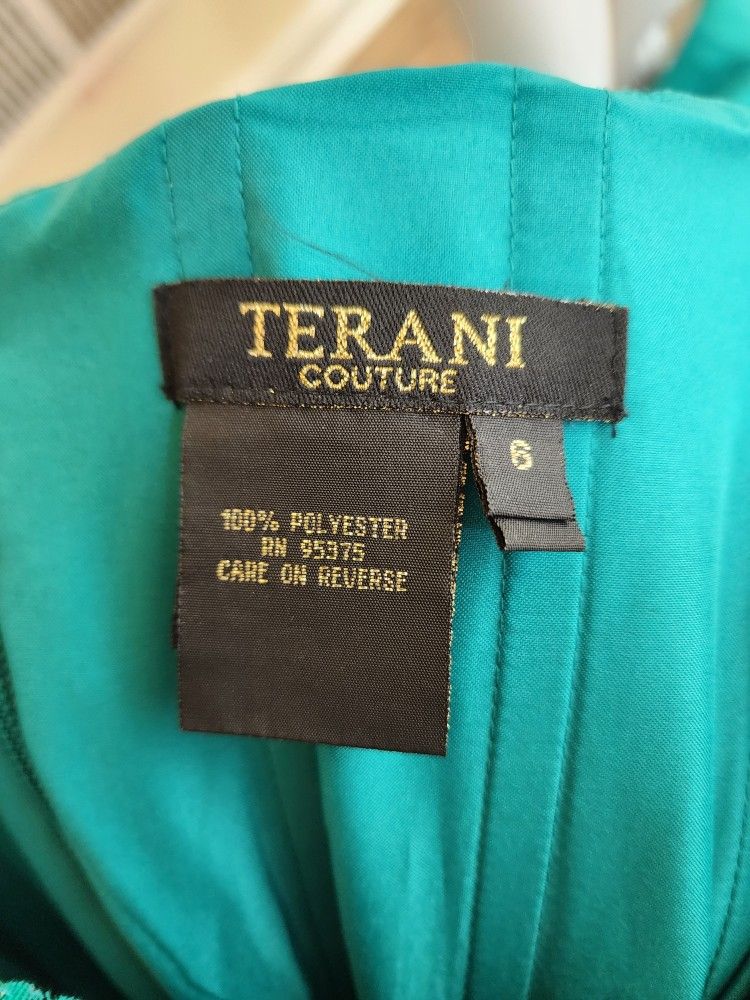 TERANI
COUTURE
6
100% POLYESTER
RN 95375
CARE ON REVERSE